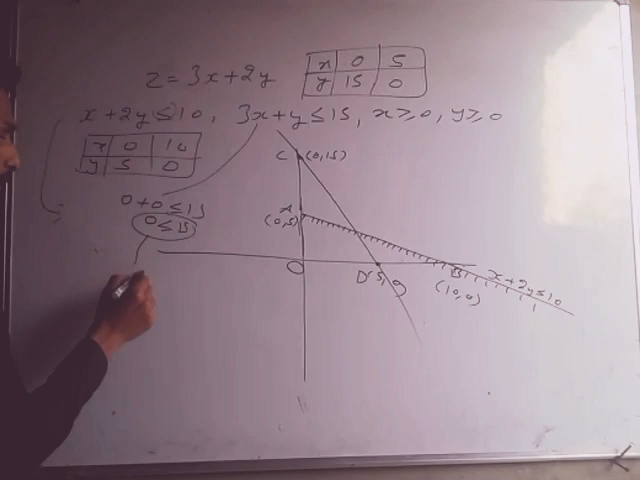 Z = 3x + 2y
x 0 5
y 15 0
x + 2y ≤ 10, 3x + y ≤ 15, x ≥ 0, y ≥ 0
x 0 10
y 5 0
0 + 0 ≤ 15
0 ≤ 15
C (0, 15)
A
(0, 5)
O
D (5, 0)
B
(10, 0)
x + 2y ≤ 10